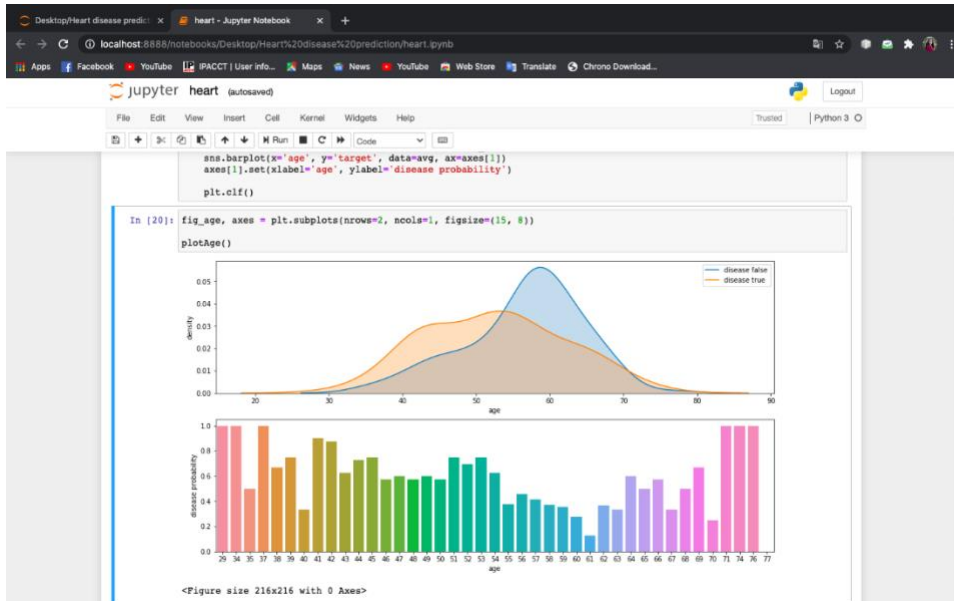 Desktop/Heart disease predict
heart - Jupyter Notebook
localhost:8888/notebooks/Desktop/Heart%20disease%20prediction/heart.ipynb
Apps Facebook YouTube IPACCT | User info... Maps News YouTube Web Store Translate Chrono Download...
jupyter heart (autosaved)
Logout
File Edit View Insert Cell Kernel Widgets Help
Trusted Python 3
Run Code
sns.barplot(x='age', y='target', data=avg, ax=axes[1])
axes[1].set(xlabel='age', ylabel='disease probability')
plt.clf()
In [20]: fig_age, axes = plt.subplots(nrows=2, ncols=1, figsize=(15, 8))
plotAge()
disease false
disease true
density
0.05
0.04
0.03
0.02
0.01
0.00
20 30 40 50 60 70 80 90
age
disease probability
1.0
0.8
0.6
0.4
0.2
0.0
29 34 35 37 38 39 40 41 42 43 44 45 46 47 48 49 50 51 52 53 54 55 56 57 58 59 60 61 62 63 64 65 66 67 68 69 70 71 74 76 77
age
<Figure size 216x216 with 0 Axes>